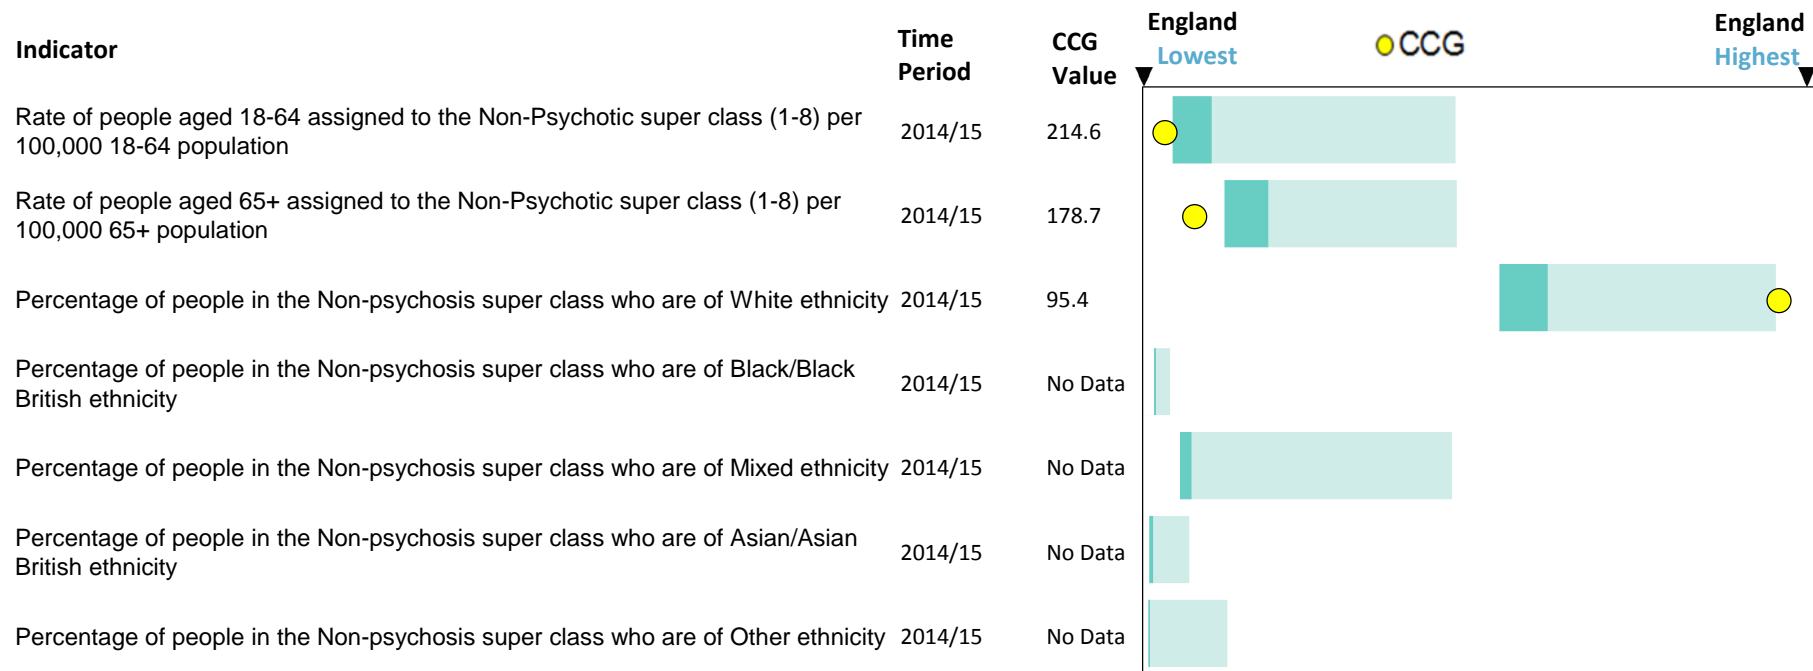 Indicator
Time Period
CCG Value
England Lowest
CCG
England Highest
Rate of people aged 18-64 assigned to the Non-Psychotic super class (1-8) per
100,000 18-64 population
2014/15
214.6
Rate of people aged 65+ assigned to the Non-Psychotic super class (1-8) per
100,000 65+ population
2014/15
178.7
Percentage of people in the Non-psychosis super class who are of White ethnicity
2014/15
95.4
Percentage of people in the Non-psychosis super class who are of Black/Black
British ethnicity
2014/15
No Data
Percentage of people in the Non-psychosis super class who are of Mixed ethnicity
2014/15
No Data
Percentage of people in the Non-psychosis super class who are of Asian/Asian
British ethnicity
2014/15
No Data
Percentage of people in the Non-psychosis super class who are of Other ethnicity
2014/15
No Data